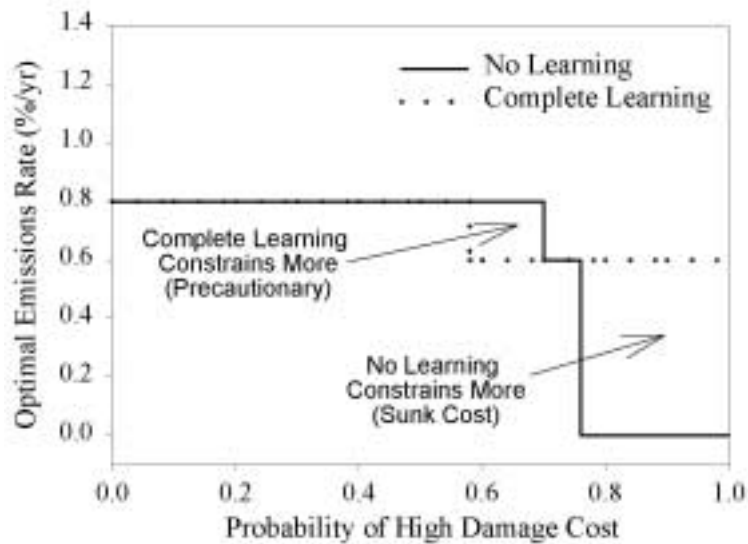 1.4
1.2
1.0
0.8
0.6
0.4
0.2
0.0
Optimal Emissions Rate (%/yr)
No Learning
Complete Learning
Complete Learning
Constrains More
(Precautionary)
No Learning
Constrains More
(Sunk Cost)
0.0 0.2 0.4 0.6 0.8 1.0
Probability of High Damage Cost